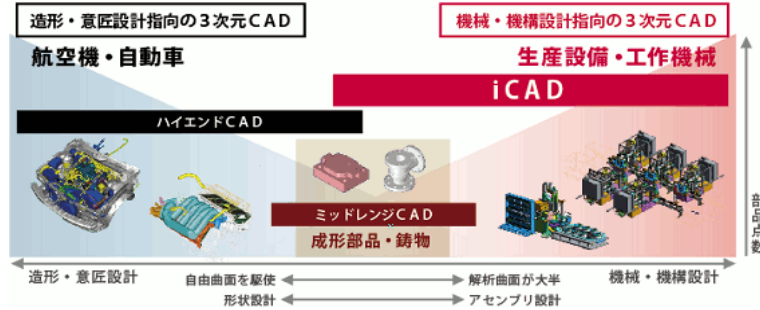 造形・意匠設計指向の3次元CAD
機械・機構設計指向の3次元CAD
航空機・自動車
生産設備・工作機械
iCAD
ハイエンドCAD
ミッドレンジCAD
成形部品・鋳物
部品点数
造形・意匠設計
自由曲面を駆使
解析曲面が大半
機械・機構設計
形状設計
アセンブリ設計